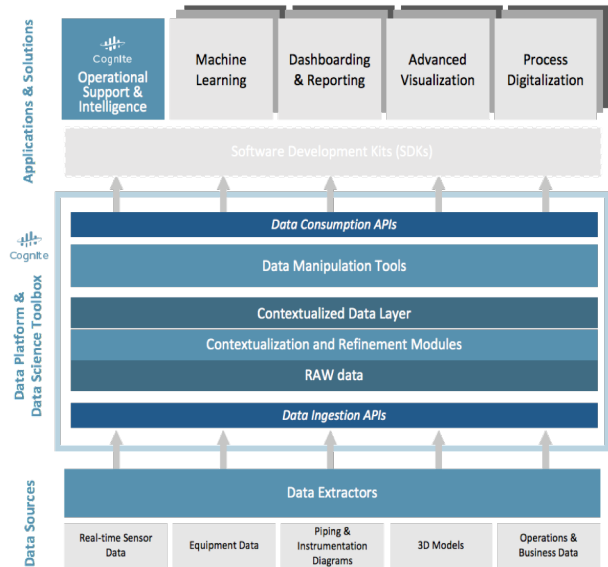 Applications & Solutions
CognIte
Operational
Support &
Intelligence
Machine
Learning
Dashboarding
& Reporting
Advanced
Visualization
Process
Digitalization
Software Development Kits (SDKs)
CognIte
Data Platform &
Data Science Toolbox
Data Consumption APIs
Data Manipulation Tools
Contextualized Data Layer
Contextualization and Refinement Modules
RAW data
Data Ingestion APIs
Data Sources
Data Extractors
Real-time Sensor
Data
Equipment Data
Piping &
Instrumentation
Diagrams
3D Models
Operations &
Business Data